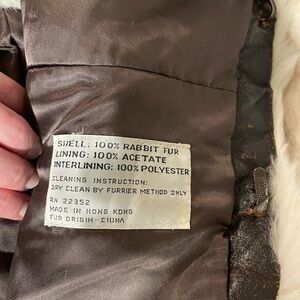 SHELL: 100% RABBIT FUR
LINING: 100% ACETATE
INTERLINING: 100% POLYESTER
CLEANING INSTRUCTION:
DRY CLEAN BY FURRIER METHOD ONLY
RN 22352
MADE IN HONG KONG
FUR ORIGIN-CHINA